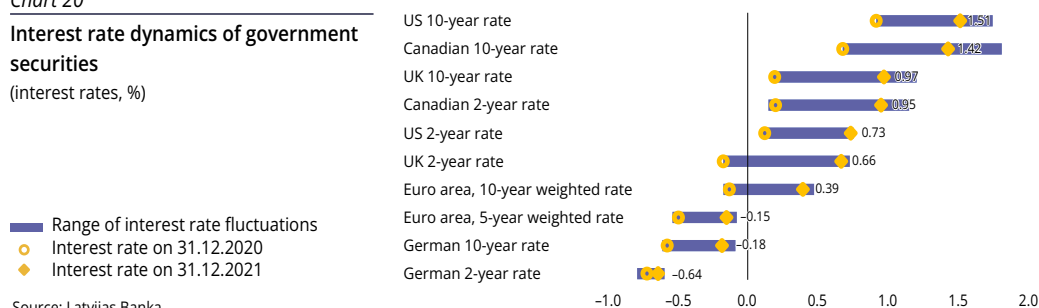 Chart 20
Interest rate dynamics of government
securities
(interest rates, %)
Range of interest rate fluctuations
Interest rate on 31.12.2020
Interest rate on 31.12.2021
Source: Latvijas Banka.
US 10-year rate 1.51
Canadian 10-year rate 1.42
UK 10-year rate 0.97
Canadian 2-year rate 0.95
US 2-year rate 0.73
UK 2-year rate 0.66
Euro area, 10-year weighted rate 0.39
Euro area, 5-year weighted rate –0.15
German 10-year rate –0.18
German 2-year rate –0.64
–1.0 –0.5 0.0 0.5 1.0 1.5 2.0